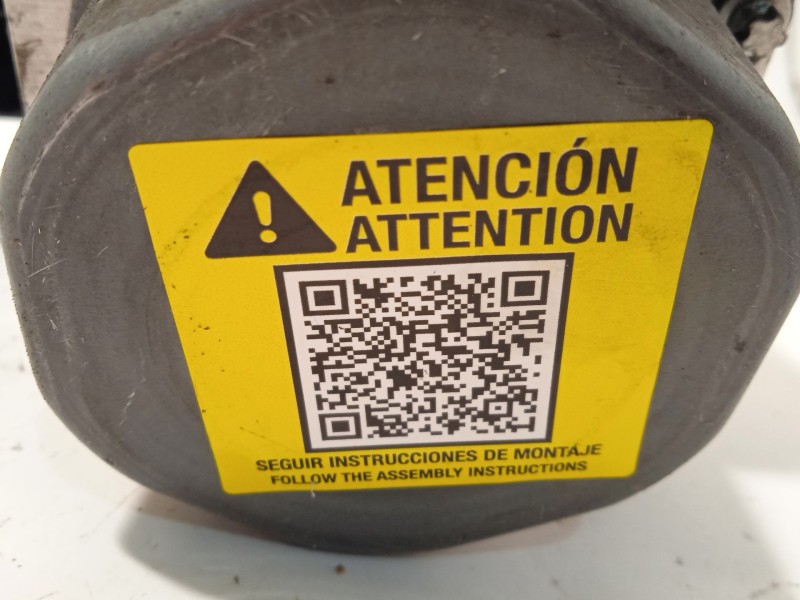 ATENCIÓN
ATTENTION
SEGUIR INSTRUCCIONES DE MONTAJE
FOLLOW THE ASSEMBLY INSTRUCTIONS